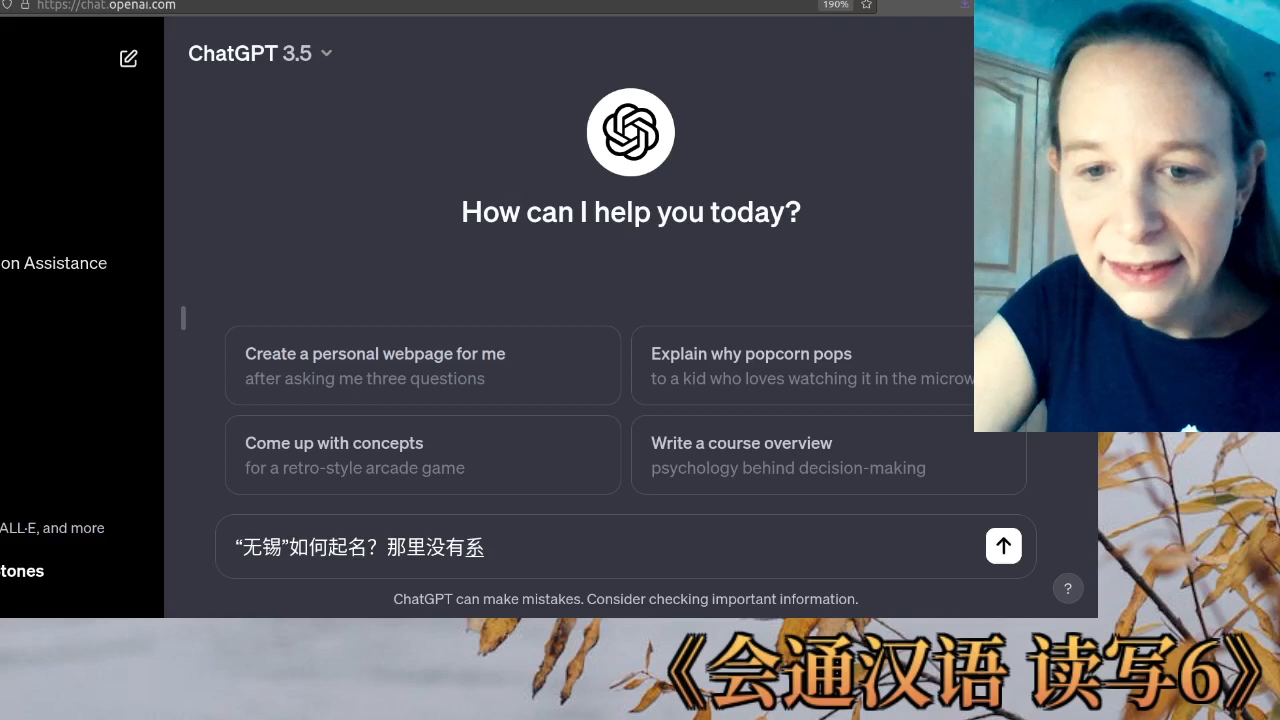 https://chat.openai.com
190%
ChatGPT 3.5
How can I help you today?
on Assistance
Create a personal webpage for me
after asking me three questions
Explain why popcorn pops
to a kid who loves watching it in the microw
Come up with concepts
for a retro-style arcade game
Write a course overview
psychology behind decision-making
ALL·E, and more
“无锡”如何起名？那里没有系
tones
ChatGPT can make mistakes. Consider checking important information.
?
《会通汉语 读写6》